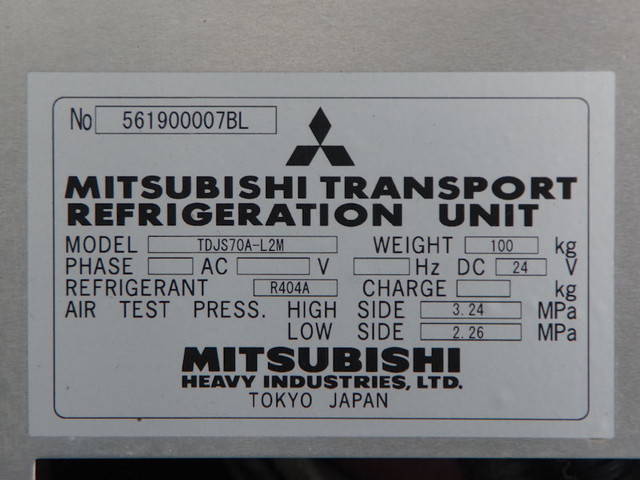 No 561900007BL
MITSUBISHI TRANSPORT
REFRIGERATION UNIT
MODEL TDJS70A-L2M WEIGHT 100 kg
PHASE AC V Hz DC 24 V
REFRIGERANT R404A CHARGE kg
AIR TEST PRESS. HIGH SIDE 3.24 MPa
LOW SIDE 2.26 MPa
MITSUBISHI
HEAVY INDUSTRIES, LTD.
TOKYO JAPAN